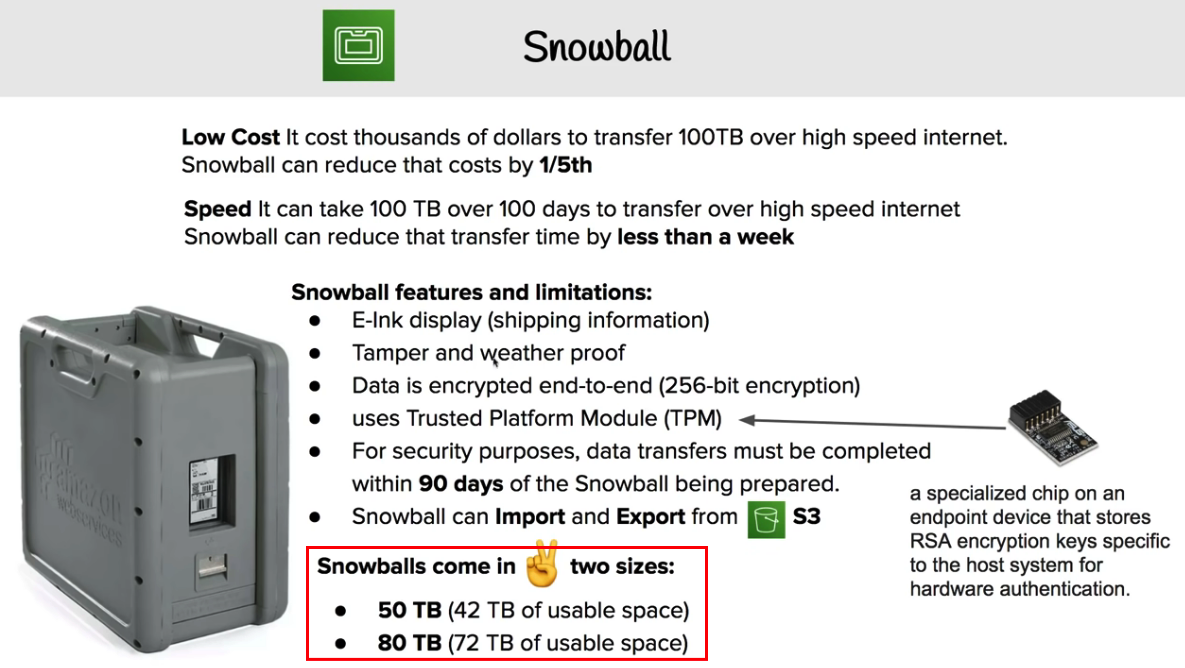 Snowball
Low Cost It cost thousands of dollars to transfer 100TB over high speed internet.
Snowball can reduce that costs by 1/5th
Speed It can take 100 TB over 100 days to transfer over high speed internet
Snowball can reduce that transfer time by less than a week
Snowball features and limitations:
● E-Ink display (shipping information)
● Tamper and weather proof
● Data is encrypted end-to-end (256-bit encryption)
● uses Trusted Platform Module (TPM)
● For security purposes, data transfers must be completed
within 90 days of the Snowball being prepared.
● Snowball can Import and Export from S3
a specialized chip on an
endpoint device that stores
RSA encryption keys specific
to the host system for
hardware authentication.
Snowballs come in ✌ two sizes:
● 50 TB (42 TB of usable space)
● 80 TB (72 TB of usable space)
amazon
webservices